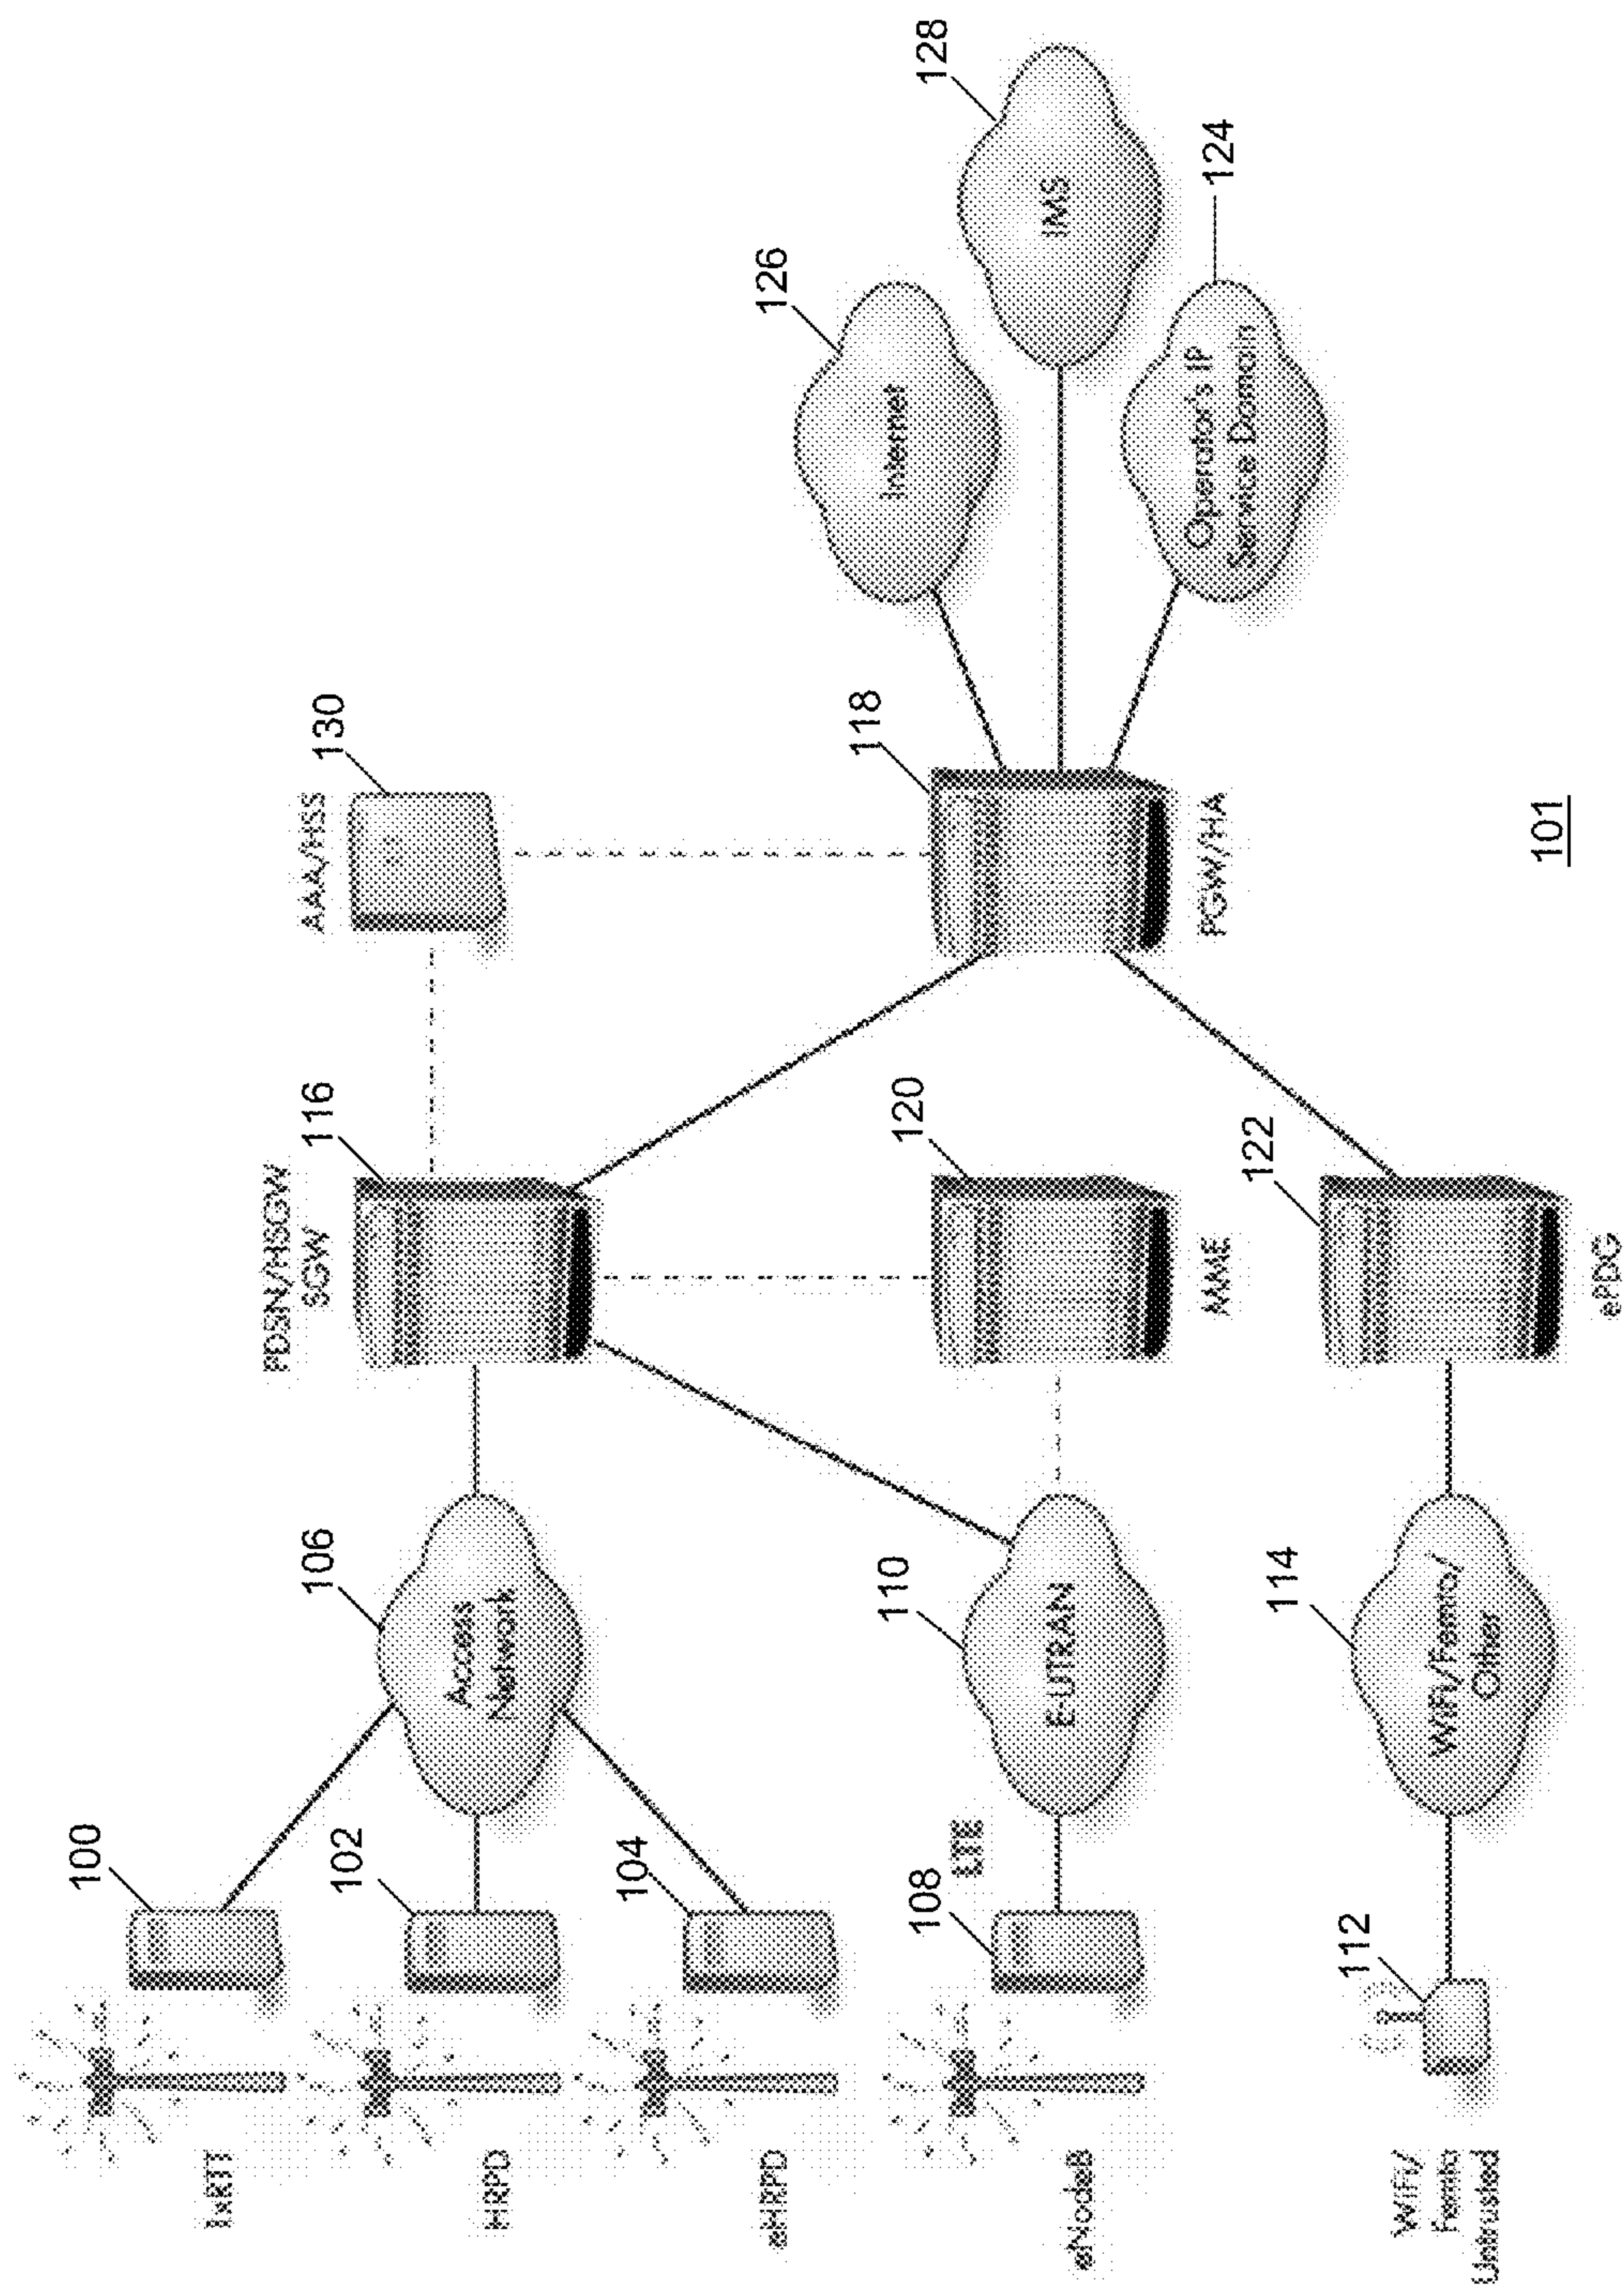 1xRTT
100
HRPD
102
eHRPD
104
Access
Network
106
PDSN/HSGW
SGW
116
AAA/HSS
130
eNodeB
108
LTE
E-UTRAN
110
MME
120
PGW/HA
118
Internet
126
IMS
128
Operator's IP
Service Domain
124
WiFi/
Femto
Untrusted
112
WiFi/Femto/
Other
114
ePDG
122
101